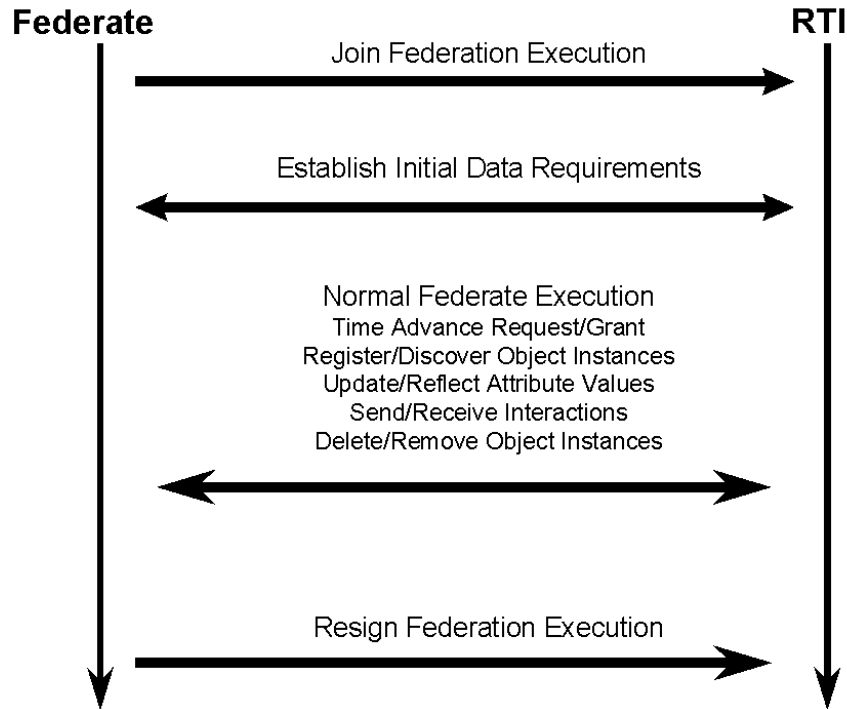 Federate
RTI
Join Federation Execution
Establish Initial Data Requirements
Normal Federate Execution
Time Advance Request/Grant
Register/Discover Object Instances
Update/Reflect Attribute Values
Send/Receive Interactions
Delete/Remove Object Instances
Resign Federation Execution